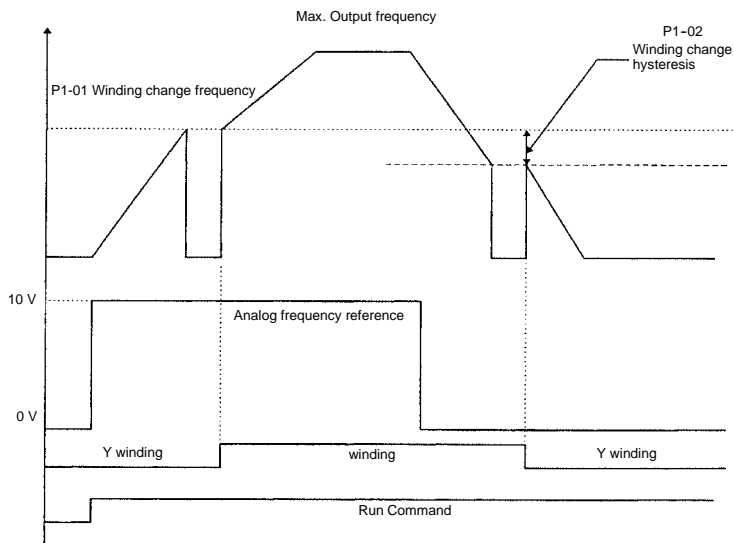 Max. Output frequency
P1-02
Winding change
hysteresis
P1-01 Winding change frequency
10 V
Analog frequency reference
0 V
Y winding
winding
Y winding
Run Command